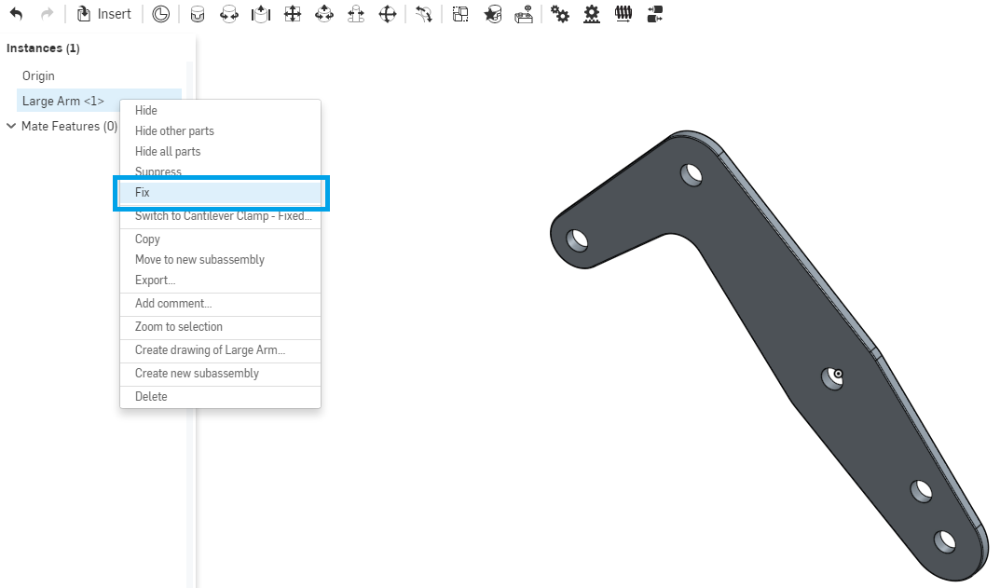 Insert
Instances (1)
Origin
Large Arm <1>
Mate Features (0)
Hide
Hide other parts
Hide all parts
Suppress
Fix
Switch to Cantilever Clamp - Fixed...
Copy
Move to new subassembly
Export...
Add comment...
Zoom to selection
Create drawing of Large Arm...
Create new subassembly
Delete